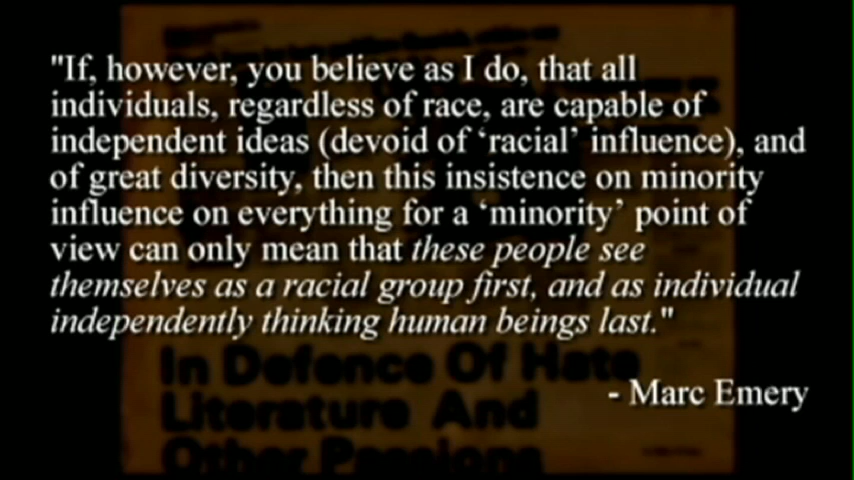 "If, however, you believe as I do, that all
individuals, regardless of race, are capable of
independent ideas (devoid of ‘racial’ influence), and
of great diversity, then this insistence on minority
influence on everything for a ‘minority’ point of
view can only mean that these people see
themselves as a racial group first, and as individual
independently thinking human beings last."
- Marc Emery
In Defence Of Hate
Literature And
Other Passions